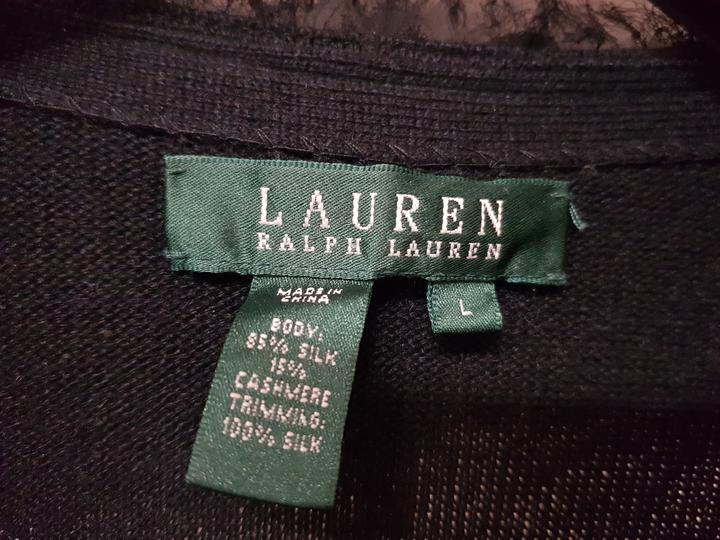 LAUREN
RALPH LAUREN
MADE IN
CHINA
L
BODY:
85% SILK
15%
CASHMERE
TRIMMING:
100% SILK